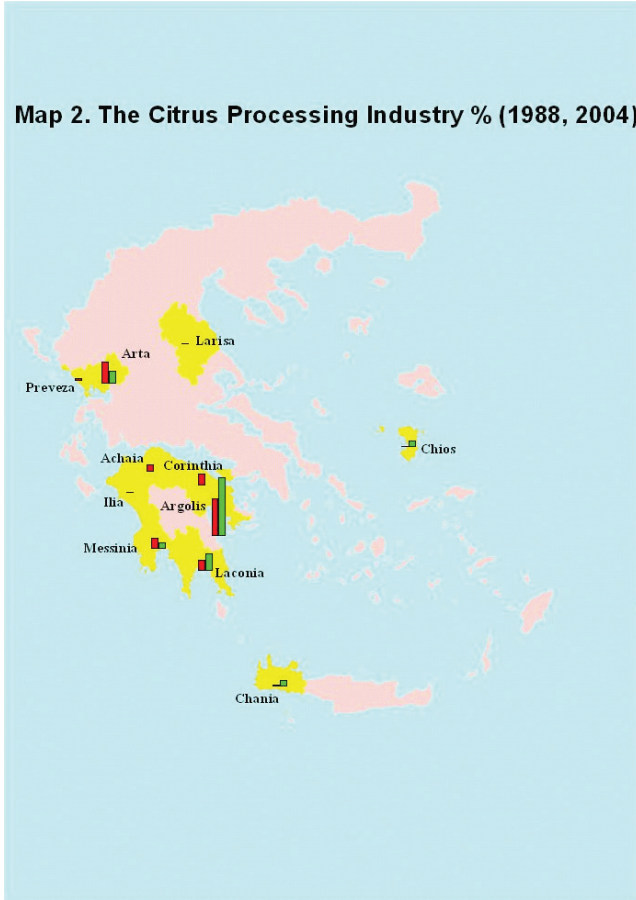 Map 2. The Citrus Processing Industry % (1988, 2004)
Larisa
Arta
Preveza
Chios
Achaia
Corinthia
Ilia
Argolis
Messinia
Laconia
Chania